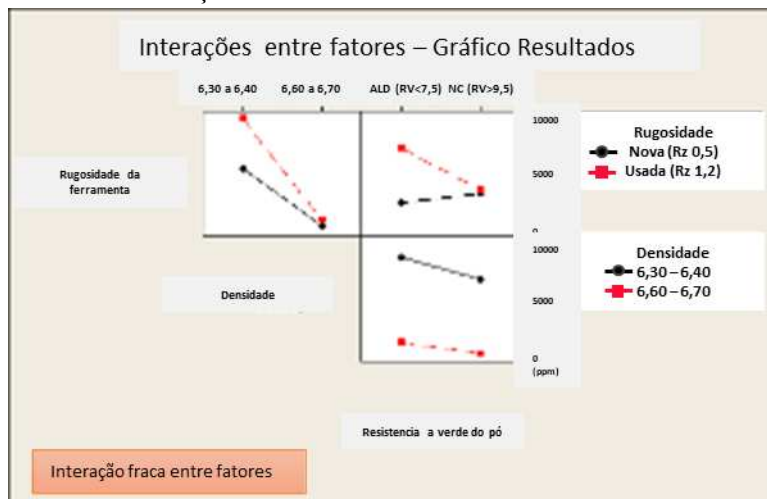 Interações entre fatores – Gráfico Resultados
6,30 a 6,40 6,60 a 6,70 ALD (RV<7,5) NC (RV>9,5)
10000
Rugosidade
Nova (Rz 0,5)
Usada (Rz 1,2)
Rugosidade da
ferramenta
5000
10000
Densidade
6,30 – 6,40
6,60 – 6,70
Densidade
5000
0
(ppm)
Resistencia a verde do pó
Interação fraca entre fatores